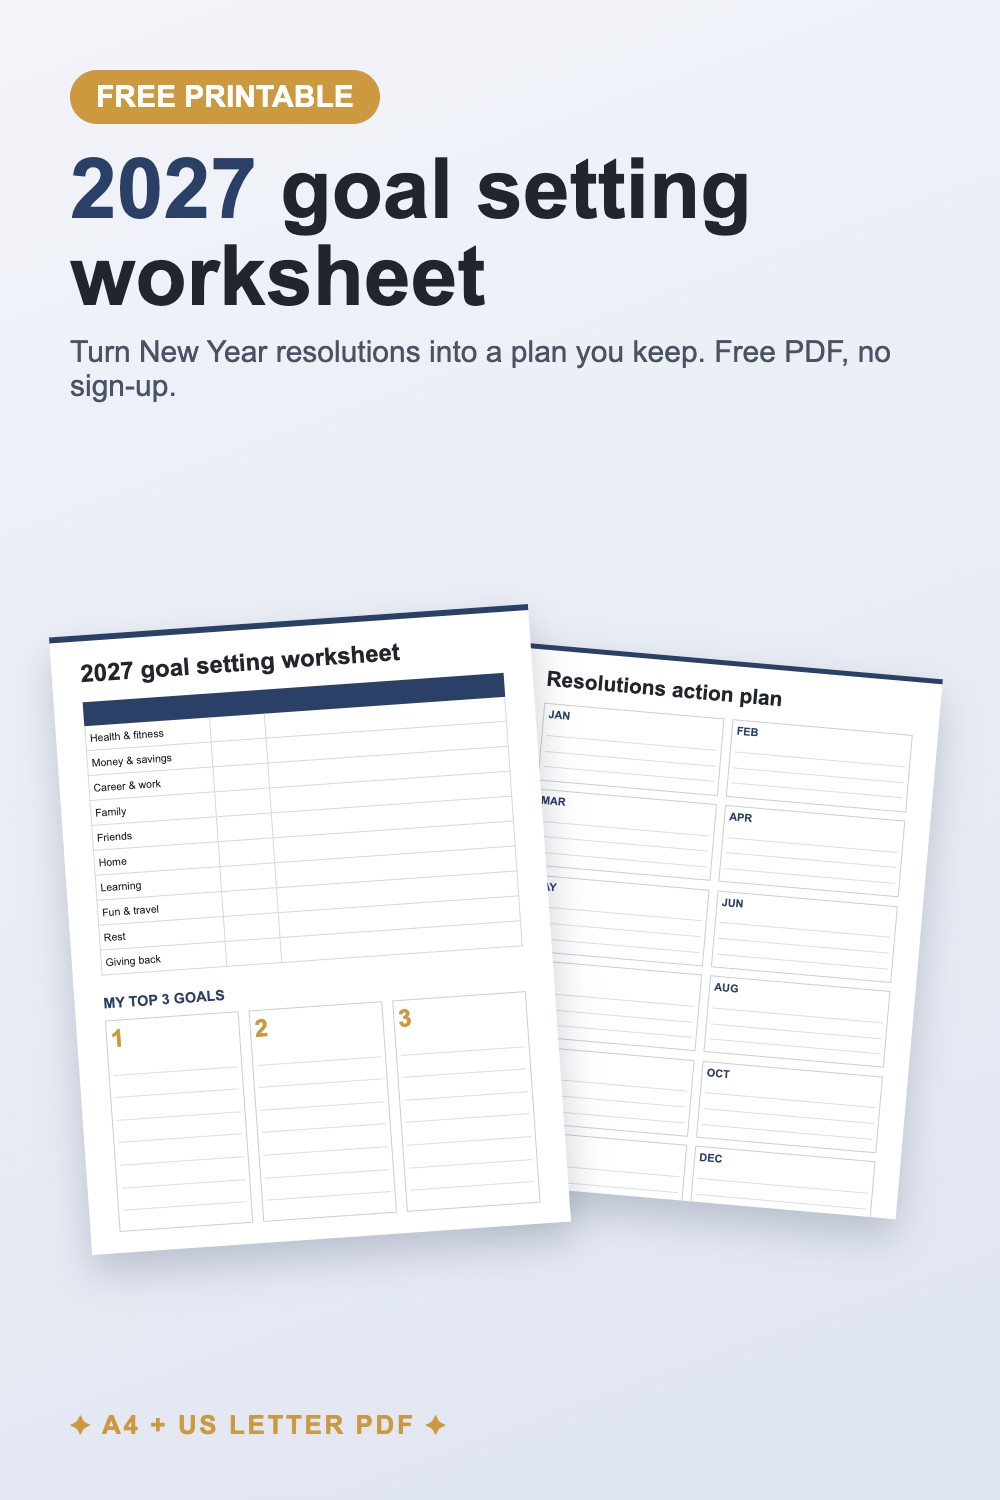 FREE PRINTABLE
2027 goal setting
worksheet
Turn New Year resolutions into a plan you keep. Free PDF, no
sign-up.
2027 goal setting worksheet
Health & fitness
Money & savings
Career & work
Family
Friends
Home
Learning
Fun & travel
Rest
Giving back
MY TOP 3 GOALS
1
2
3
Resolutions action plan
JAN
FEB
MAR
APR
AY
JUN
AUG
OCT
DEC
✦ A4 + US LETTER PDF ✦